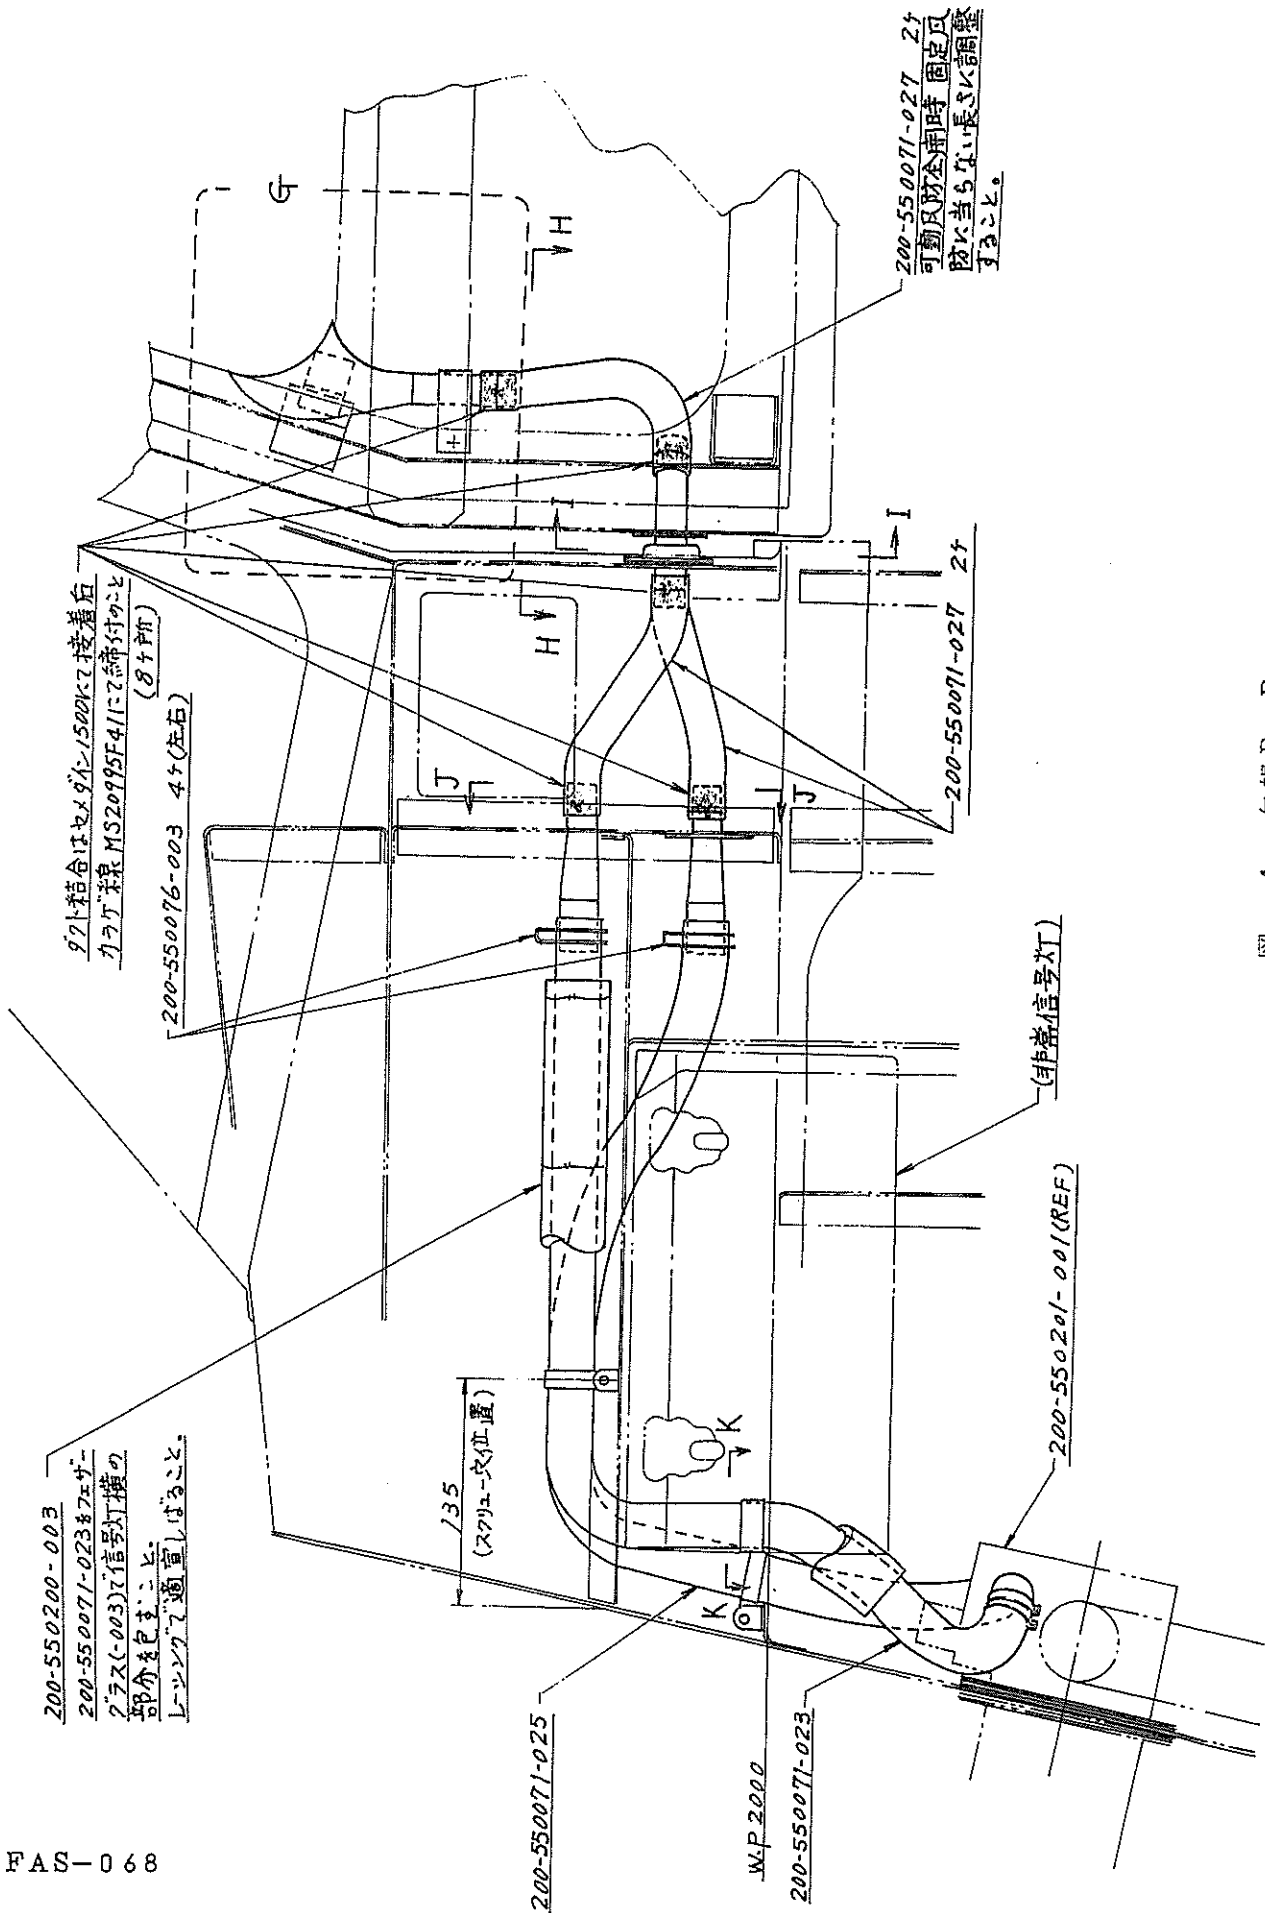 FAS-068
200-550200-003
200-550071-023をフェザー
グラス(-003)で信号灯横の
部分を包むこと。
レーシングで適宜しばること。
ダクト結合はセメダイン1500にて接着后
カラゲ線 MS20995F41にて締付のこと
(8ヶ所)
200-550076-003 4ケ(左右)
200-550071-027 2ケ
可動風防全開時 固定風
防に当らない長さに調整
すること。
G
H
H
I
I
J
J
K
K
135
(スクリュー穴位置)
200-550071-025
W.P 2000
200-550071-023
200-550071-027 2ケ
(非常信号灯)
200-550201-001(REF)